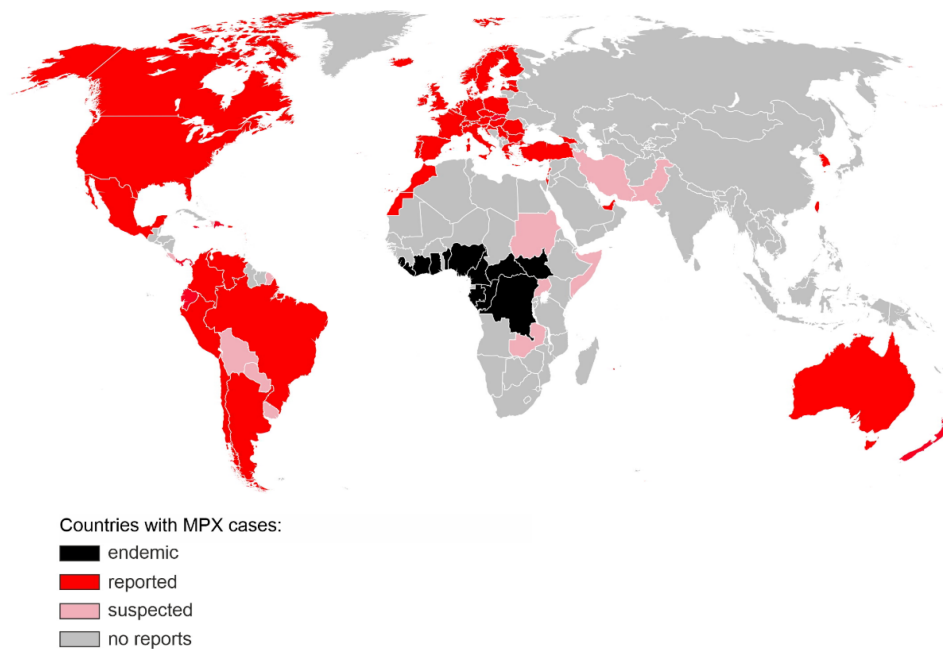 Countries with MPX cases:
endemic
reported
suspected
no reports